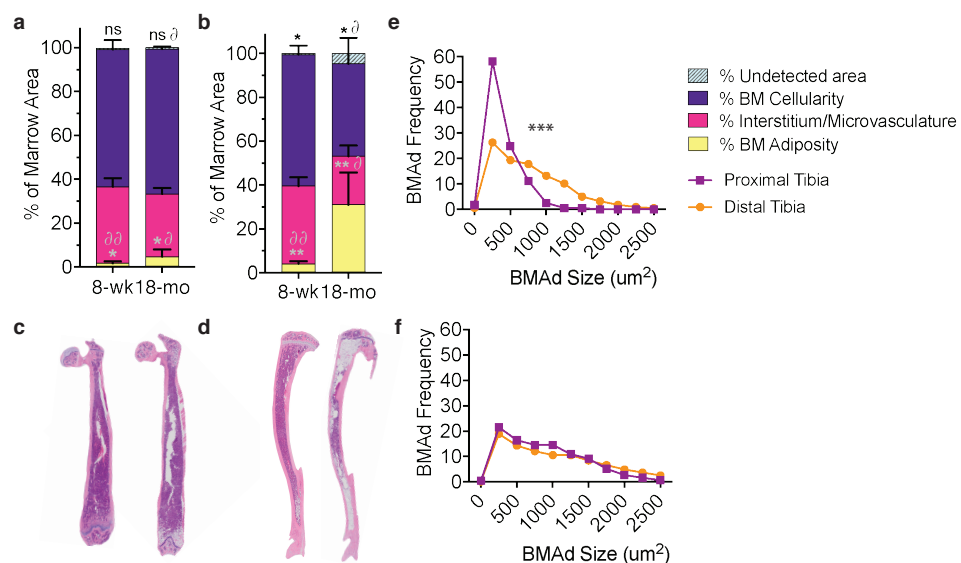 a
ns
ns ∂
100
80
60
40
20
0
% of Marrow Area
∂∂
*
* ∂
8-wk 18-mo
b
*
* ∂
100
80
60
40
20
0
% of Marrow Area
∂∂
**
** ∂
8-wk 18-mo
e
60
50
40
30
20
10
0
BMAd Frequency
***
0
500
1000
1500
2000
2500
BMAd Size (um²)
% Undetected area
% BM Cellularity
% Interstitium/Microvasculature
% BM Adiposity
Proximal Tibia
Distal Tibia
c
d
f
60
50
40
30
20
10
0
BMAd Frequency
0
500
1000
1500
2000
2500
BMAd Size (um²)